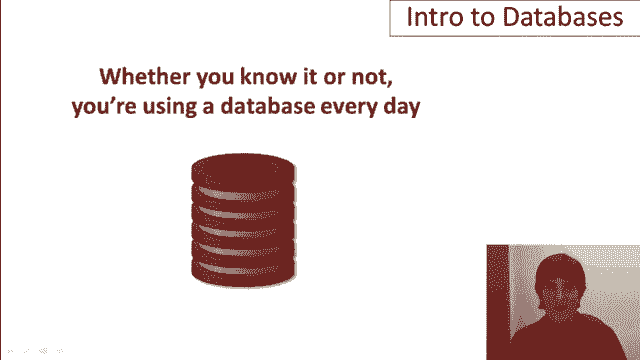 Intro to Databases
Whether you know it or not,
you're using a database every day